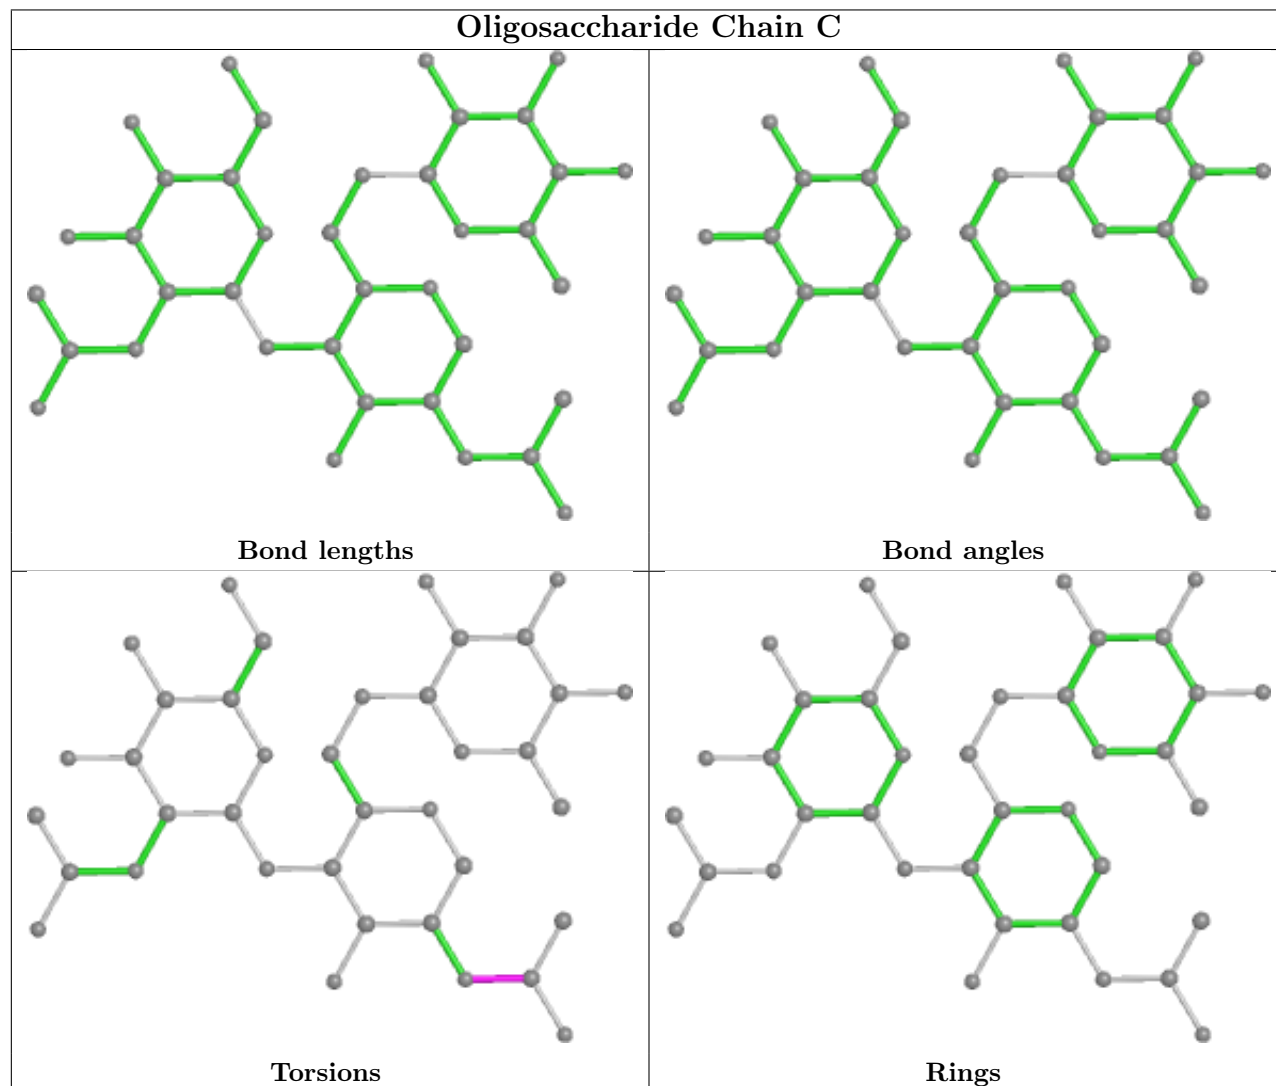 Oligosaccharide Chain C
Bond lengths
Bond angles
Torsions
Rings